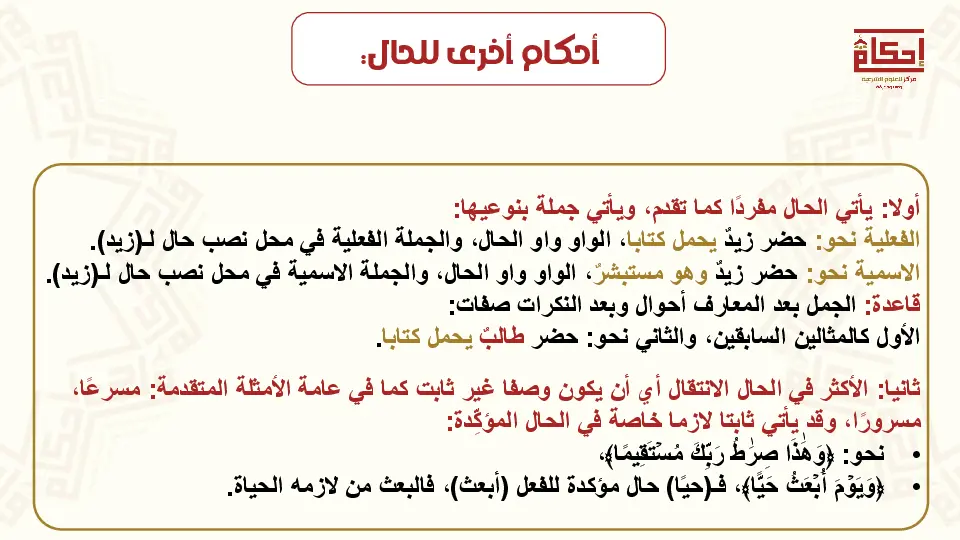 أحكام أخرى للحال:
إحكام
مركز للعلوم الشرعية
أولا: يأتي الحال مفردًا كما تقدم، ويأتي جملة بنوعيها:
الفعلية نحو: حضر زيدٌ يحمل كتابا، الواو واو الحال، والجملة الفعلية في محل نصب حال لـ(زيد).
الاسمية نحو: حضر زيدٌ وهو مستبشرٌ، الواو واو الحال، والجملة الاسمية في محل نصب حال لـ(زيد).
قاعدة: الجمل بعد المعارف أحوال وبعد النكرات صفات:
الأول كالمثالين السابقين، والثاني نحو: حضر طالبٌ يحمل كتابا.
ثانيا: الأكثر في الحال الانتقال أي أن يكون وصفا غير ثابت كما في عامة الأمثلة المتقدمة: مسرعًا،
مسرورًا، وقد يأتي ثابتا لازما خاصة في الحال المؤكِّدة:
• نحو: ﴿وَهَٰذَا صِرَٰطُ رَبِّكَ مُسۡتَقِيمًا﴾،
• ﴿وَيَوۡمَ أُبۡعَثُ حَيًّا﴾، فـ(حيًا) حال مؤكدة للفعل (أبعث)، فالبعث من لازمه الحياة.